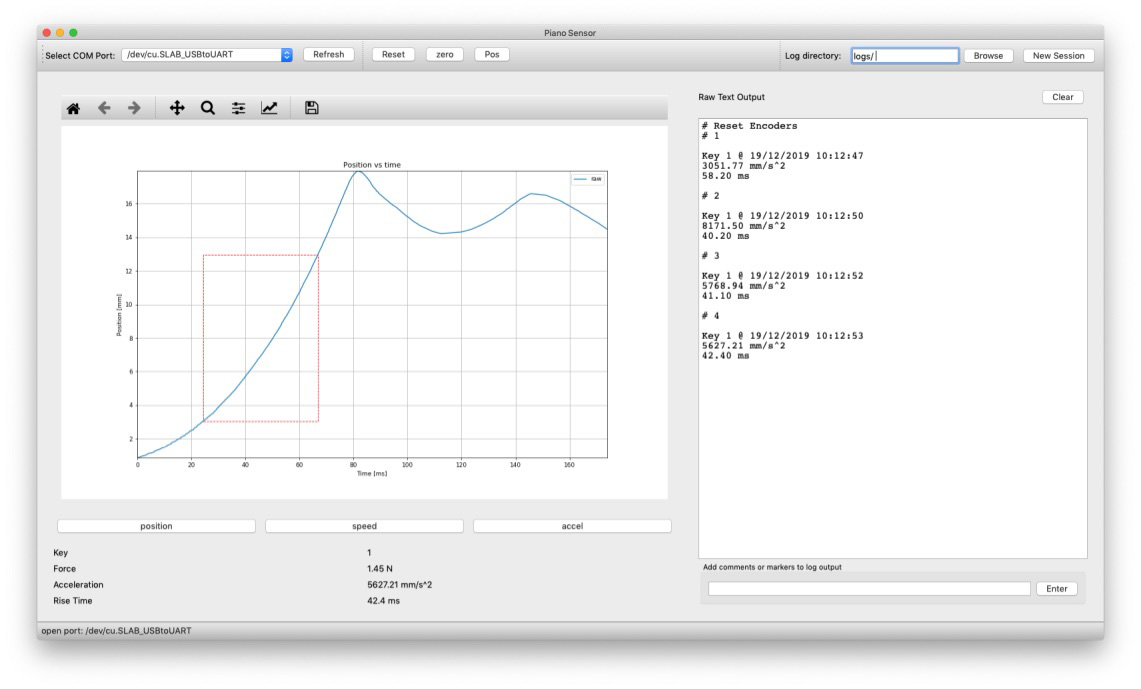 Piano Sensor
Select COM Port: /dev/cu.SLAB_USBtoUART Refresh Reset zero Pos Log directory: logs/ Browse New Session
Raw Text Output Clear
Position vs time
raw
Position [mm]
16
14
12
10
8
6
4
2
0 20 40 60 80 100 120 140 160
Time [ms]
position speed accel
Key 1
Force 1.45 N
Acceleration 5627.21 mm/s^2
Rise Time 42.4 ms
# Reset Encoders
# 1
Key 1 @ 19/12/2019 10:12:47
3051.77 mm/s^2
58.20 ms
# 2
Key 1 @ 19/12/2019 10:12:50
8171.50 mm/s^2
40.20 ms
# 3
Key 1 @ 19/12/2019 10:12:52
5768.94 mm/s^2
41.10 ms
# 4
Key 1 @ 19/12/2019 10:12:53
5627.21 mm/s^2
42.40 ms
Add comments or markers to log output
Enter
open port: /dev/cu.SLAB_USBtoUART